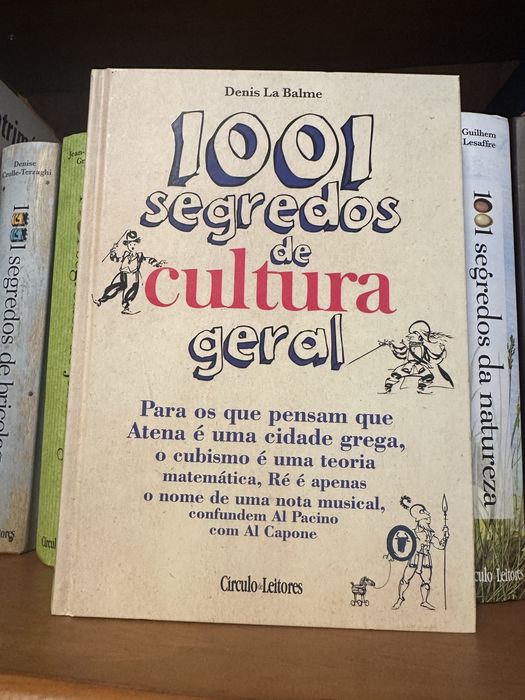 Denis La Balme
1001
segredos
de
cultura
geral
Para os que pensam que
Atena é uma cidade grega,
o cubismo é uma teoria
matemática, Ré é apenas
o nome de uma nota musical,
confundem Al Pacino
com Al Capone
Círculo de Leitores
Denise
Crolle-Terzaghi
1001 segredos de
Guilhem
Lesaffre
1001 segredos da natureza
Leitores